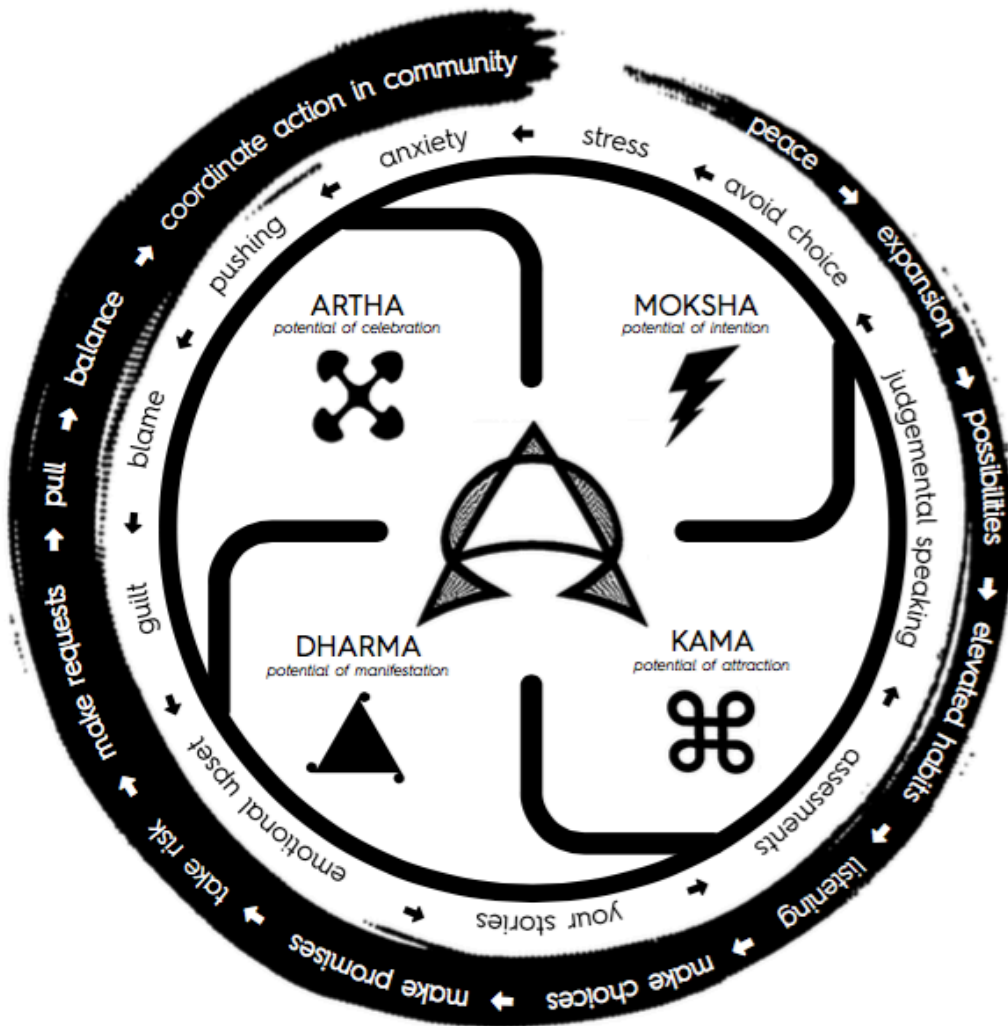 peace
expansion
possibilities
elevated habits
listening
make choices
make promises
take risk
make requests
pull
balance
coordinate action in community
stress
anxiety
pushing
blame
guilt
emotional upset
your stories
assesments
judgemental speaking
avoid choice
ARTHA
potential of celebration
MOKSHA
potential of intention
DHARMA
potential of manifestation
KAMA
potential of attraction